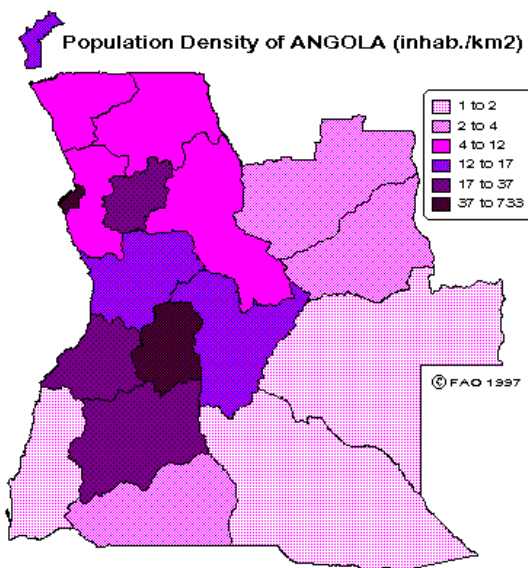 Population Density of ANGOLA (inhab./km2)
1 to 2
2 to 4
4 to 12
12 to 17
17 to 37
37 to 733
© FAO 1997